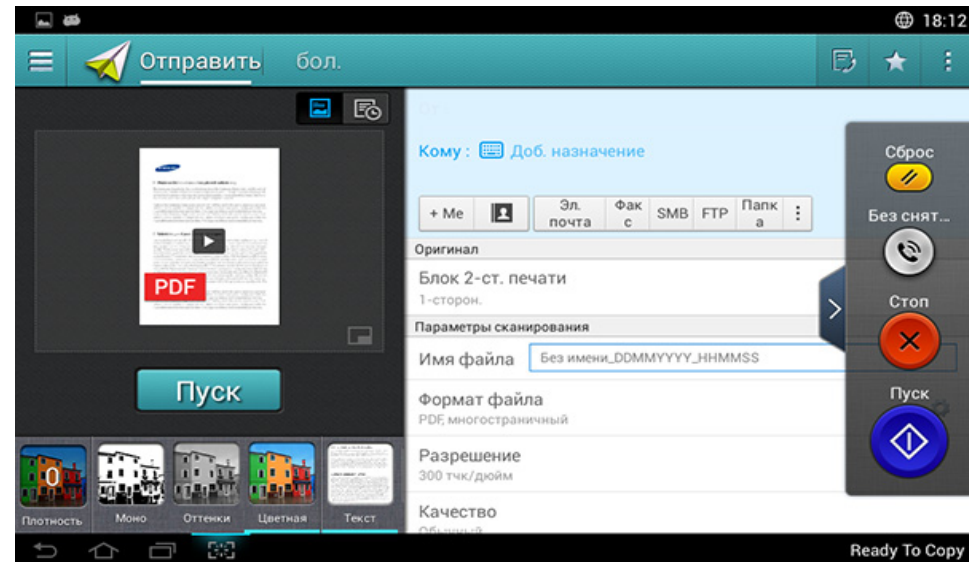 18:12
Отправить
бол.
Кому : Доб. назначение
+ Me
Эл.
почта
Фак
с
SMB
FTP
Папк
а
Оригинал
Блок 2-ст. печати
1-сторон.
Параметры сканирования
Имя файла
Без имени_DDMMYYYY_HHMMSS
Формат файла
PDF, многостраничный
Разрешение
300 тчк/дюйм
Качество
Обычный
Сброс
Без снят...
Стоп
Пуск
PDF
Пуск
0
Плотность
Моно
Оттенки
Цветная
Текст
Ready To Copy